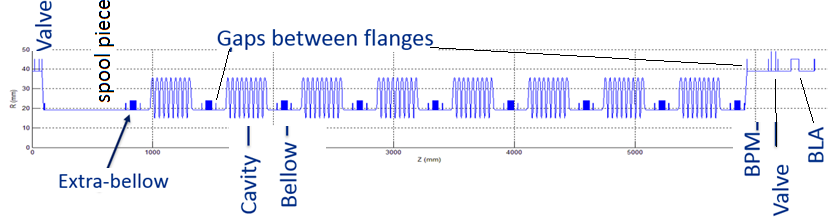 Valve
spool piece
Gaps between flanges
50
40
30
20
10
0
R (mm)
0
1000
3000
4000
5000
Z (mm)
Extra-bellow
Cavity
Bellow
BPM
Valve
BLA